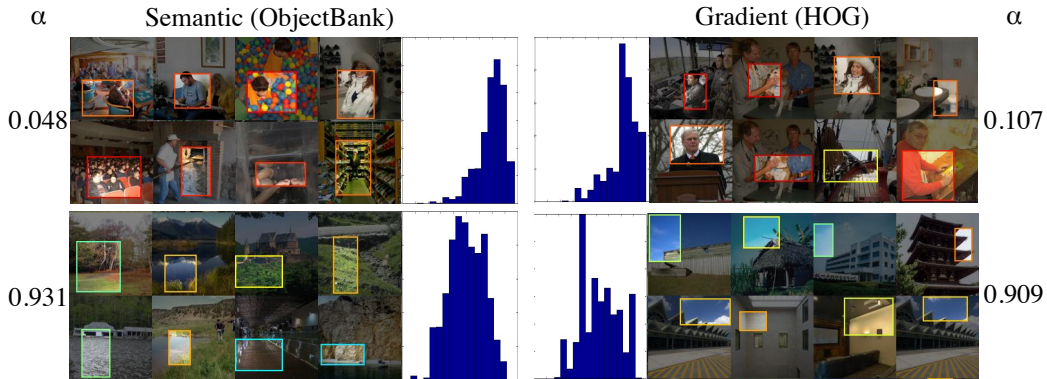 α Semantic (ObjectBank) Gradient (HOG) α
0.048 0.107
0.931 0.909